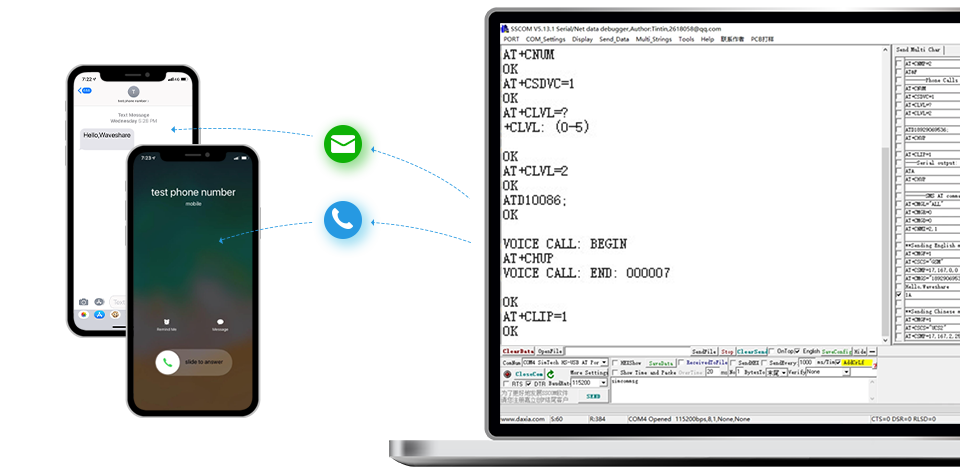 7:22
Text Message
Wednesday 5:28 PM
Hello,Waveshare
7:23
test phone number
mobile
Remind Me
Message
slide to answer
SSCOM V5.13.1 Serial/Net data debugger,Author:Tintin,2618058@qq.com
PORT COM_Settings Display Send_Data Multi_Strings Tools Help 联系作者 PCB打样
AT+CNUM
OK
AT+CSDVC=1
OK
AT+CLVL=?
+CLVL: (0-5)
OK
AT+CLVL=2
OK
ATD10086;
OK
VOICE CALL: BEGIN
AT+CHUP
VOICE CALL: END: 000007
OK
AT+CLIP=1
OK
Send Multi Char
AT+CNMP=2
AT&F
Phone Calls
AT+CNUM
AT+CSDVC=1
AT+CLVL=?
AT+CLVL=2
AT+CHUP
AT+CLIP=1
Serial output:
ATA
AT+CHUP
SMS AT comm
AT+CMGL="ALL"
AT+CMGR=0
AT+CMGD=0
AT+CNMI=2,1
**Sending English
AT+CMGF=1
AT+CSCS="GSM"
AT+CSMP=17,167,0,0
Hello,Waveshare
1A
**Sending Chinese
AT+CMGF=1
AT+CSCS="UCS2"
AT+CSMP=17,167,2,25
ClearData OpenFile SendFile Stop ClearSend OnTop English SaveConfig Hide
ComNum COM4 SimTech HS-USB AT Por HEXShow SaveData ReceivedToFile SendHEX SendEvery: 1000 ms/Tim AddCrLf
CloseCom More Settings Show Time and Packe OverTime: 20 ms No 1 BytesTo 末尾 Verify None
RTS DTR BaudRat 115200
SEND
www.daxia.com S:60 R:384 COM4 Opened 115200bps,8,1,None,None CTS=0 DSR=0 RLSD=0